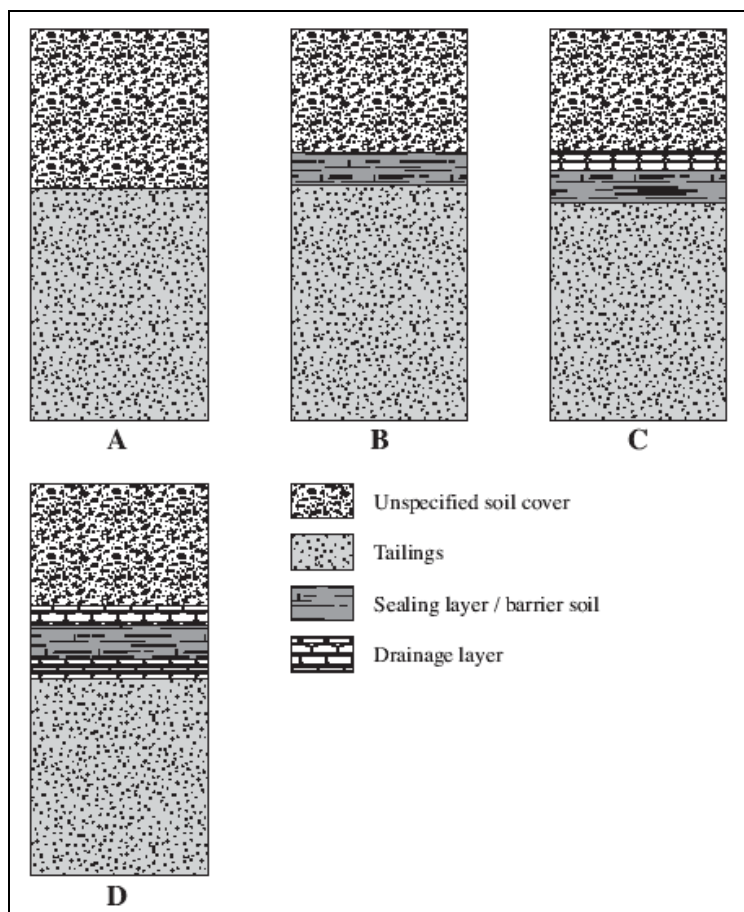 A
B
C
Unspecified soil cover
Tailings
Sealing layer / barrier soil
Drainage layer
D